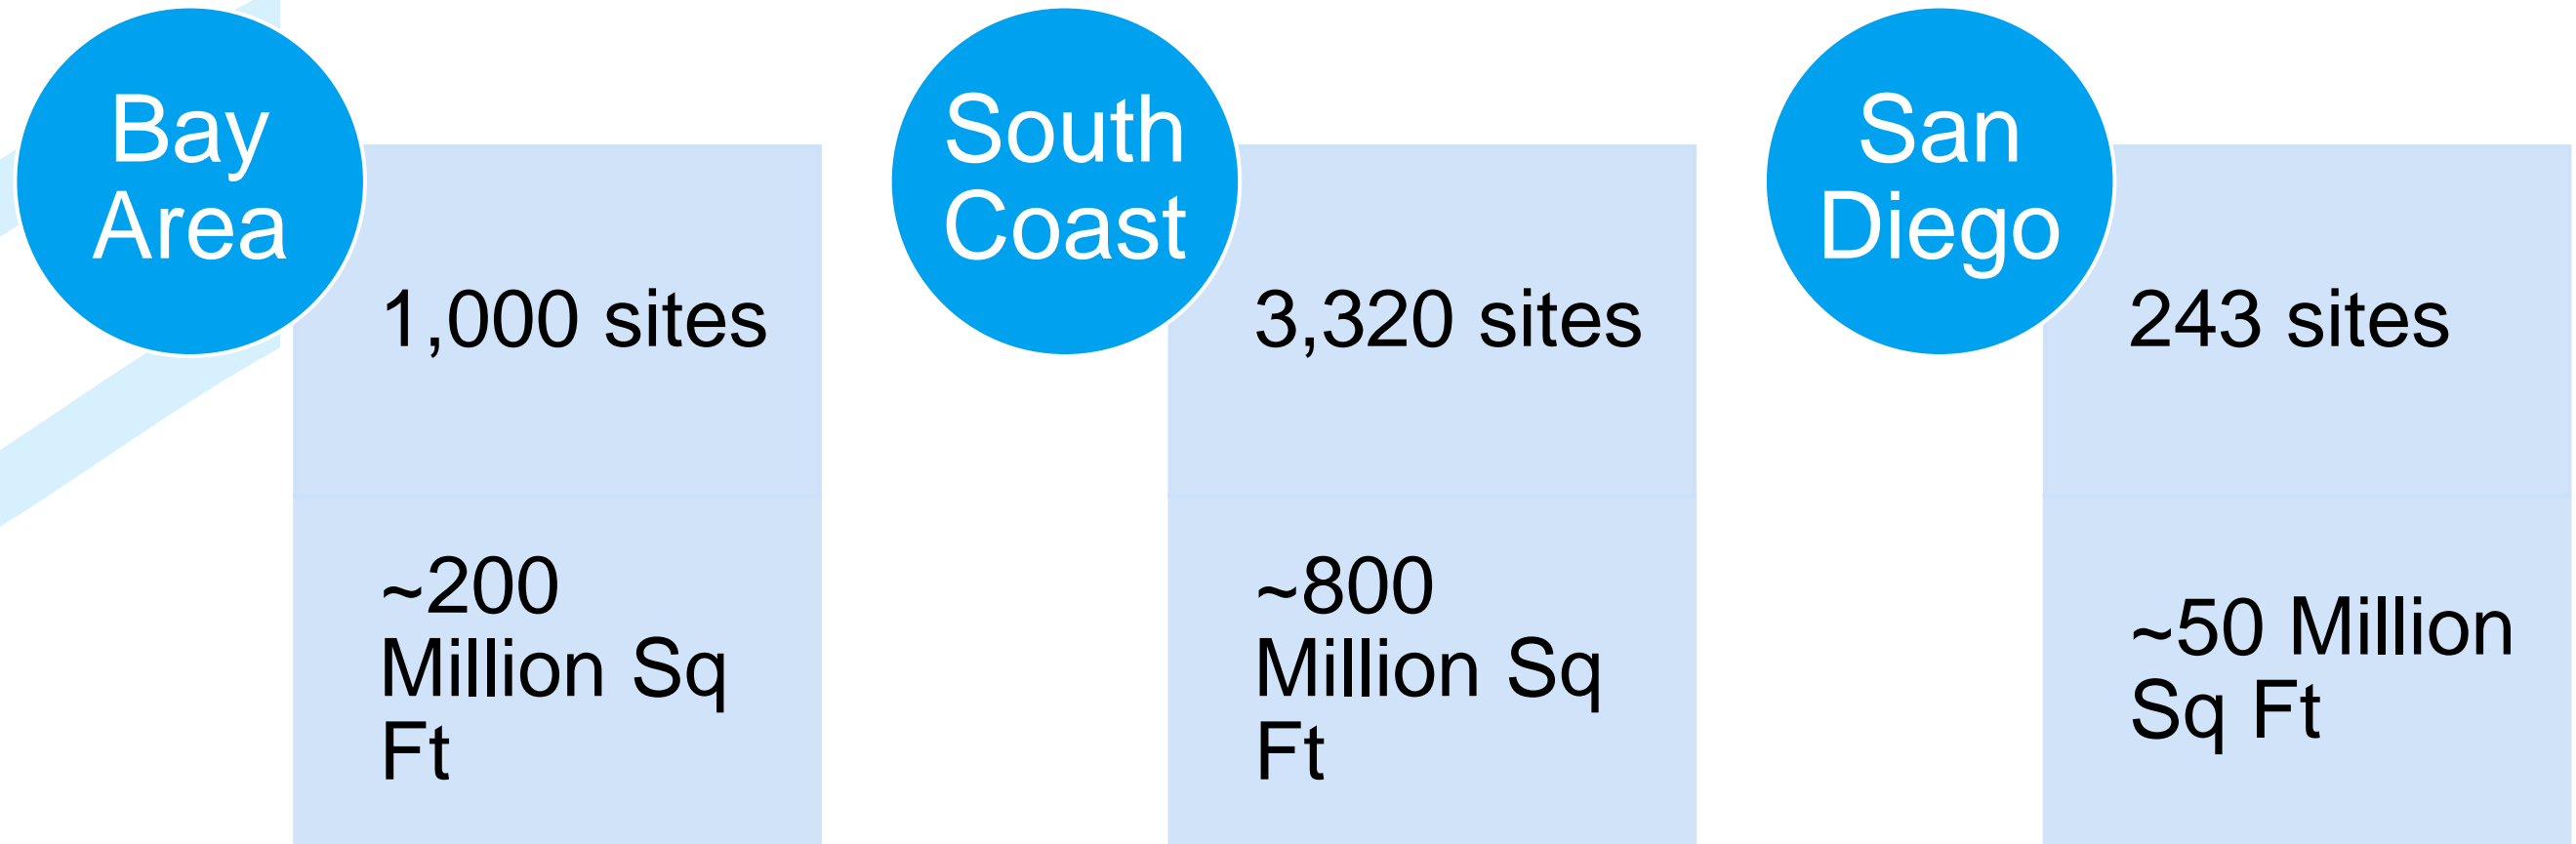 Bay
Area
1,000 sites
~200
Million Sq
Ft
South
Coast
3,320 sites
~800
Million Sq
Ft
San
Diego
243 sites
~50 Million
Sq Ft